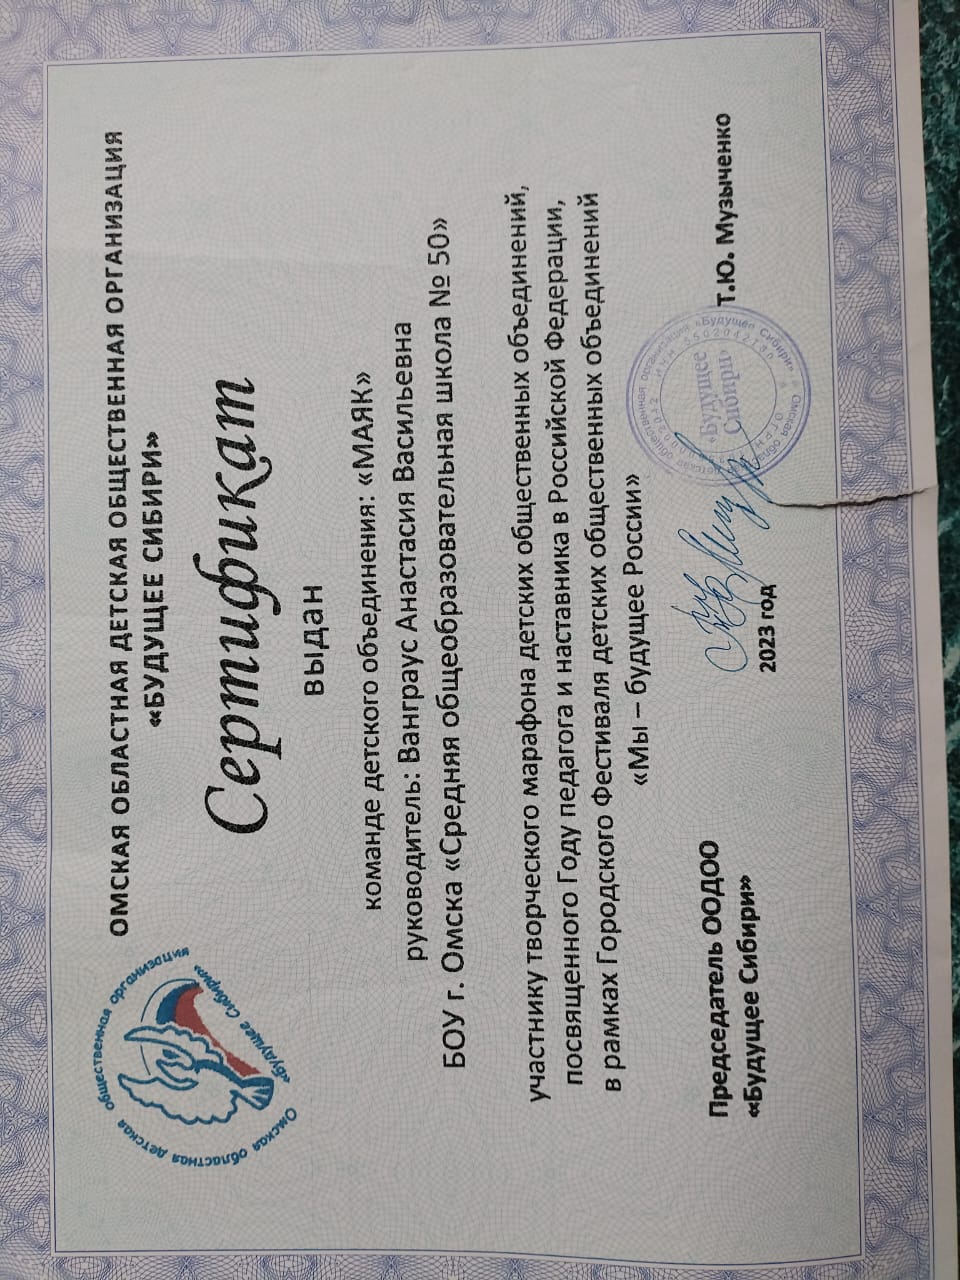 ОМСКАЯ ОБЛАСТНАЯ ДЕТСКАЯ ОБЩЕСТВЕННАЯ ОРГАНИЗАЦИЯ
«БУДУЩЕЕ СИБИРИ»
Омская областная детская общественная организация
«Будущее Сибири»
Сертификат
ВЫДАН
команде детского объединения: «МАЯК»
руководитель: Ванграус Анастасия Васильевна
БОУ г. Омска «Средняя общеобразовательная школа № 50»
участнику творческого марафона детских общественных объединений,
посвященного Году педагога и наставника в Российской Федерации,
в рамках Городского Фестиваля детских общественных объединений
«Мы – будущее России»
Председатель ООДОО
«Будущее Сибири»
Т.Ю. Музыченко
«Будущее
Сибири»
2023 год